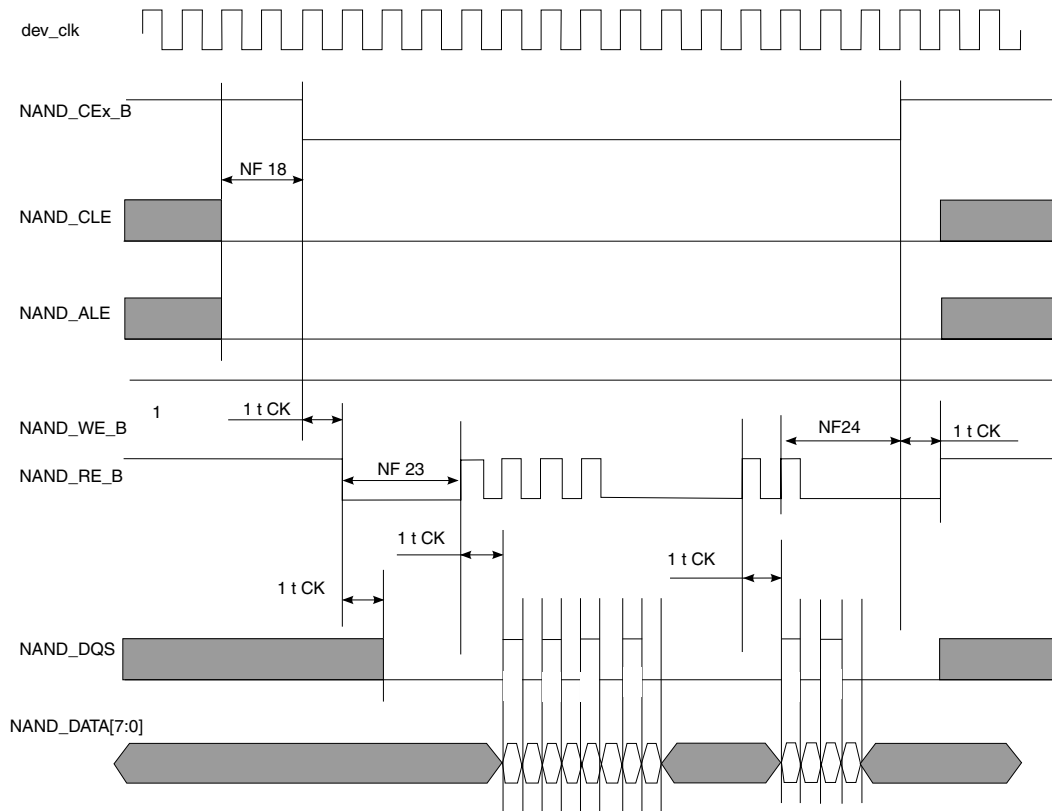 dev_clk
NAND_CEx_B
NF 18
NAND_CLE
NAND_ALE
1
1 t CK
NAND_WE_B
NF24
1 t CK
NAND_RE_B
NF 23
1 t CK
1 t CK
1 t CK
NAND_DQS
NAND_DATA[7:0]